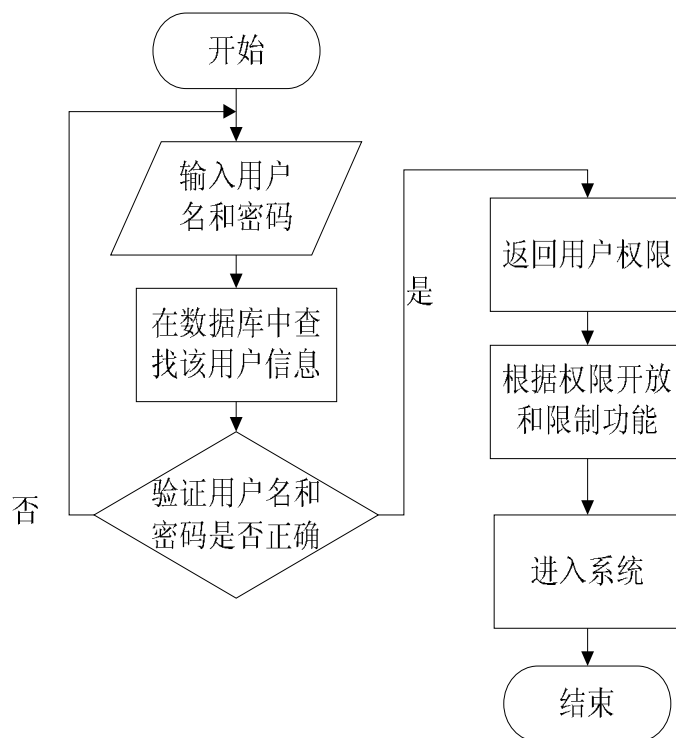 开始
输入用户
名和密码
在数据库中查
找该用户信息
验证用户名和
密码是否正确
否
是
返回用户权限
根据权限开放
和限制功能
进入系统
结束